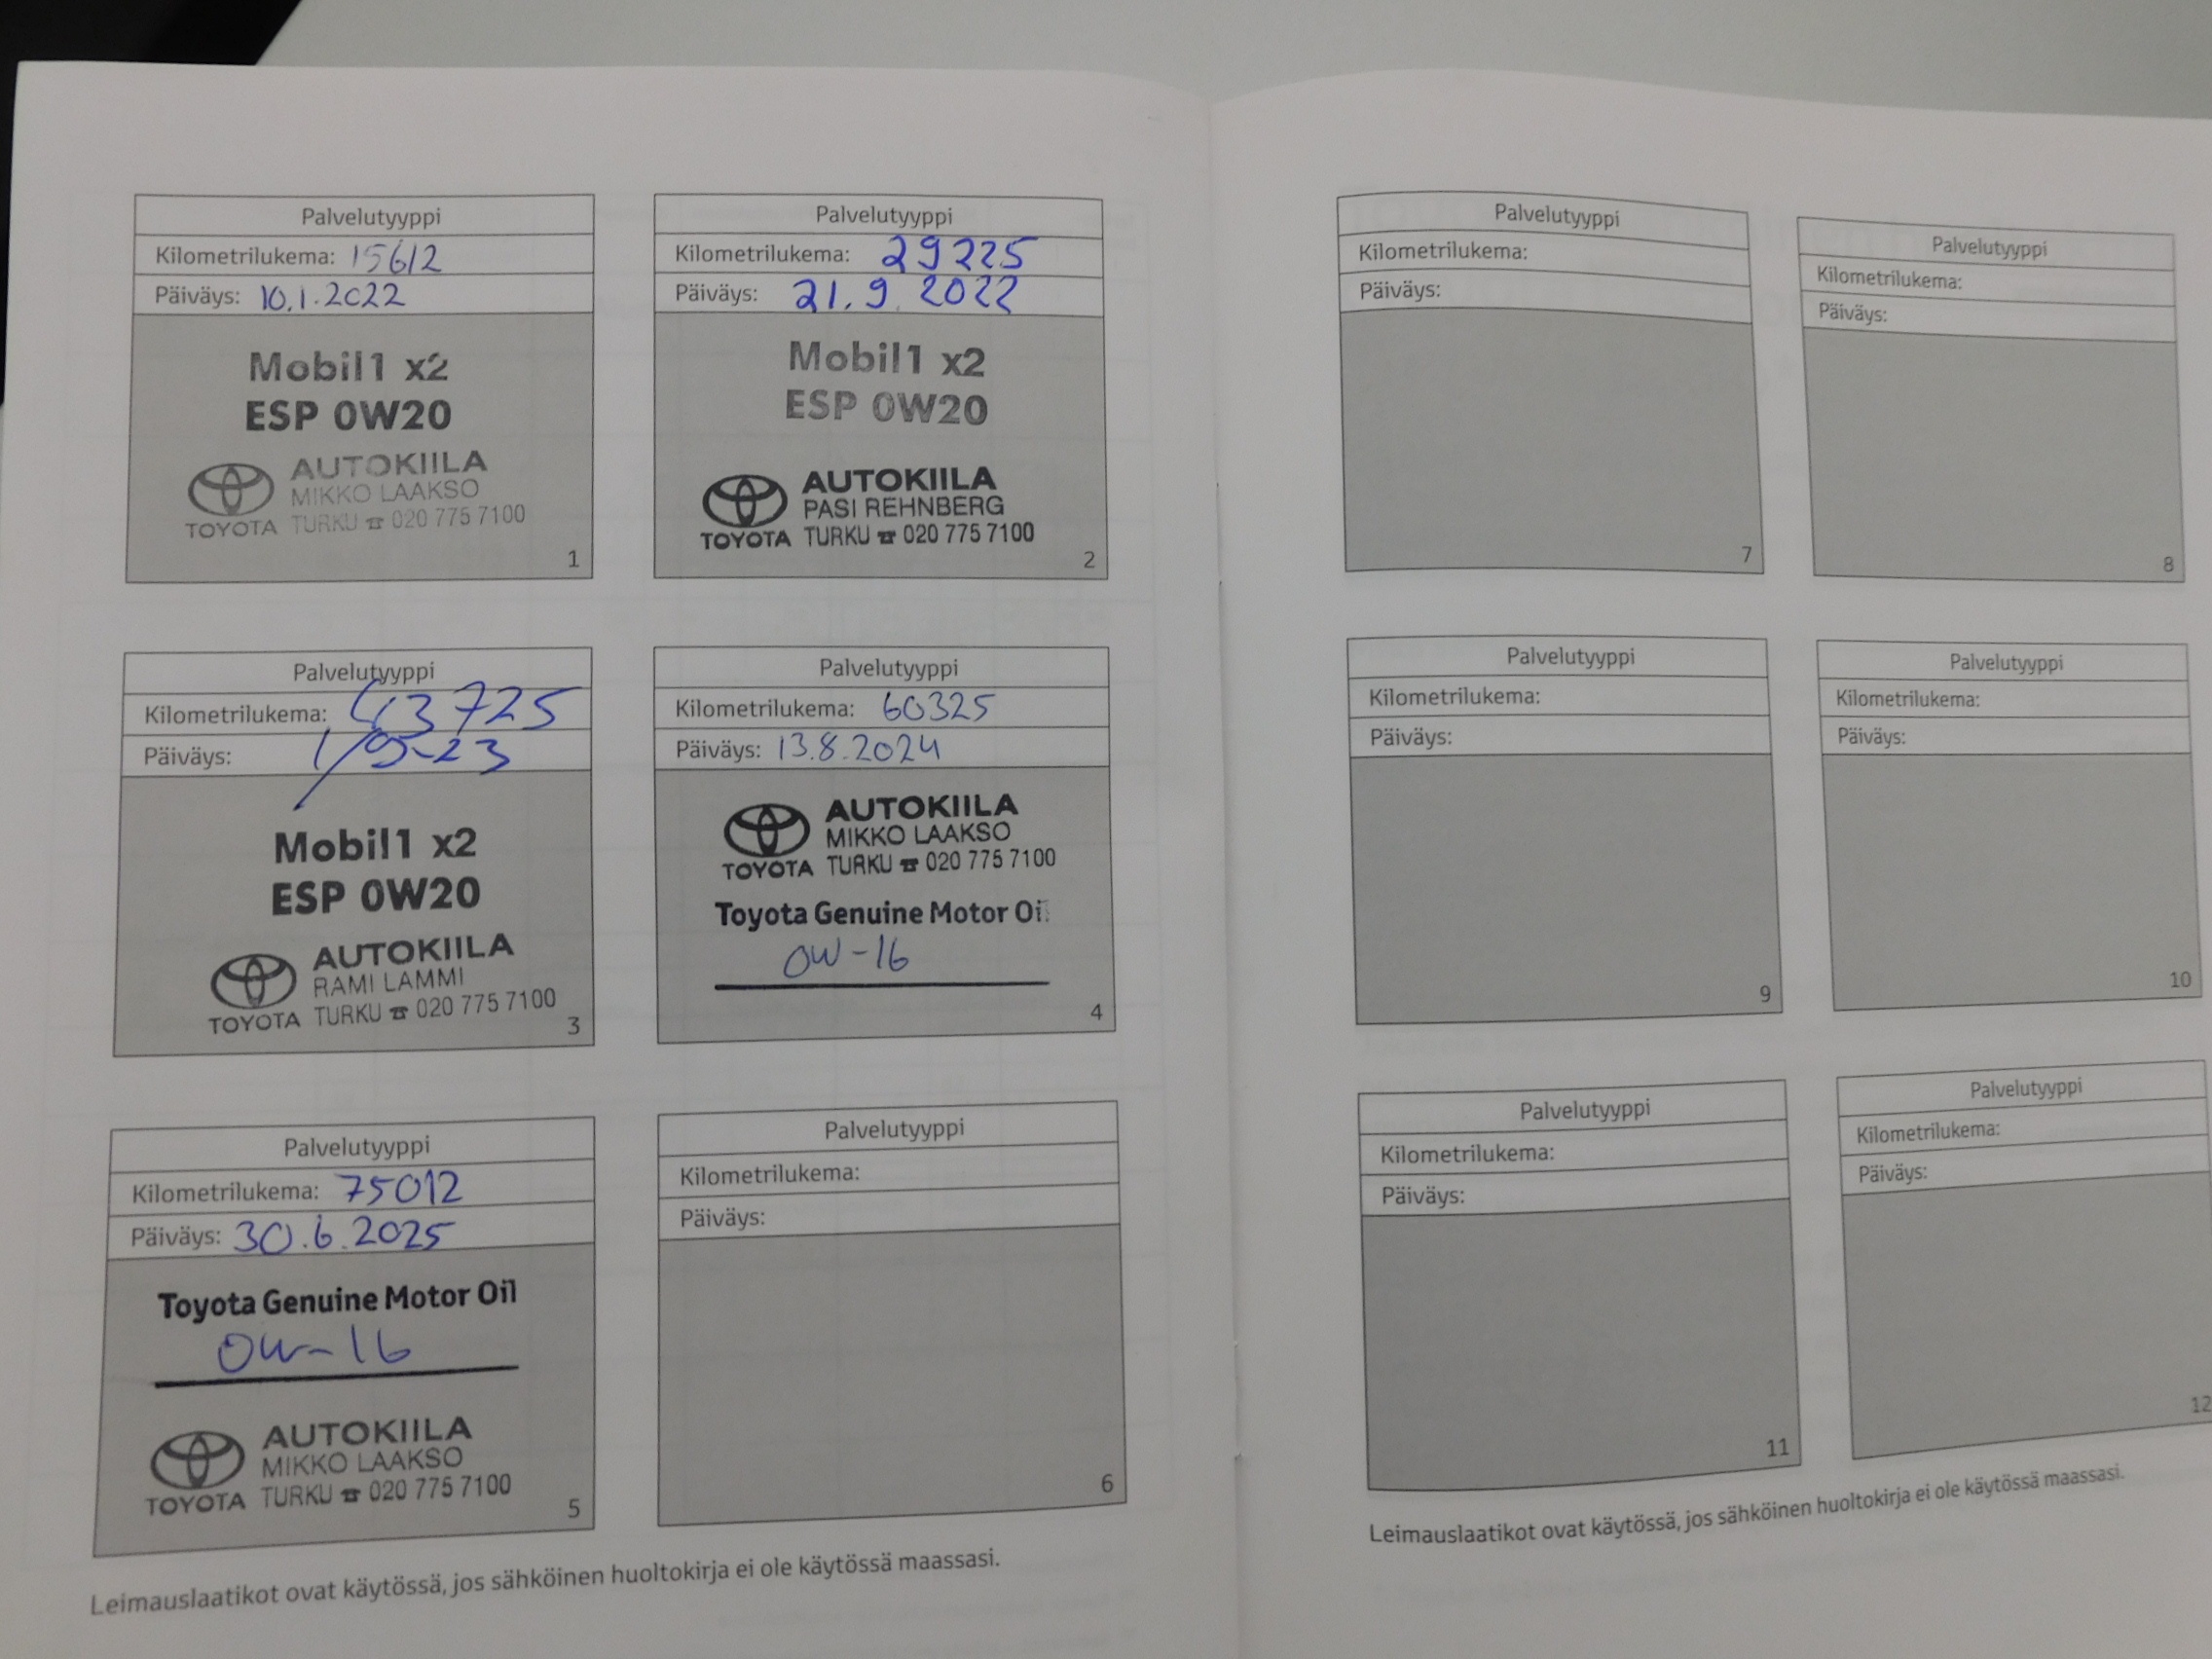 Palvelutyyppi
Kilometrilukema: 15612
Päiväys: 10.1.2022
Mobil1 x2
ESP 0W20
AUTOKIILA
MIKKO LAAKSO
TOYOTA TURKU ☎ 020 775 7100
1
Palvelutyyppi
Kilometrilukema: 29225
Päiväys: 21.9.2022
Mobil1 x2
ESP 0W20
AUTOKIILA
PASI REHNBERG
TOYOTA TURKU ☎ 020 775 7100
2
Palvelutyyppi
Kilometrilukema: 43725
Päiväys: 1/9-23
Mobil1 x2
ESP 0W20
AUTOKIILA
RAMI LAMMI
TOYOTA TURKU ☎ 020 775 7100
3
Palvelutyyppi
Kilometrilukema: 60325
Päiväys: 13.8.2024
AUTOKIILA
MIKKO LAAKSO
TOYOTA TURKU ☎ 020 775 7100
Toyota Genuine Motor Oil
0W-16
4
Palvelutyyppi
Kilometrilukema: 75012
Päiväys: 30.6.2025
Toyota Genuine Motor Oil
0W-16
AUTOKIILA
MIKKO LAAKSO
TOYOTA TURKU ☎ 020 775 7100
5
Palvelutyyppi
Kilometrilukema:
Päiväys:
6
Leimauslaatikot ovat käytössä, jos sähköinen huoltokirja ei ole käytössä maassasi.
Palvelutyyppi
Kilometrilukema:
Päiväys:
7
Palvelutyyppi
Kilometrilukema:
Päiväys:
8
Palvelutyyppi
Kilometrilukema:
Päiväys:
9
Palvelutyyppi
Kilometrilukema:
Päiväys:
10
Palvelutyyppi
Kilometrilukema:
Päiväys:
11
Palvelutyyppi
Kilometrilukema:
Päiväys:
12
Leimauslaatikot ovat käytössä, jos sähköinen huoltokirja ei ole käytössä maassasi.